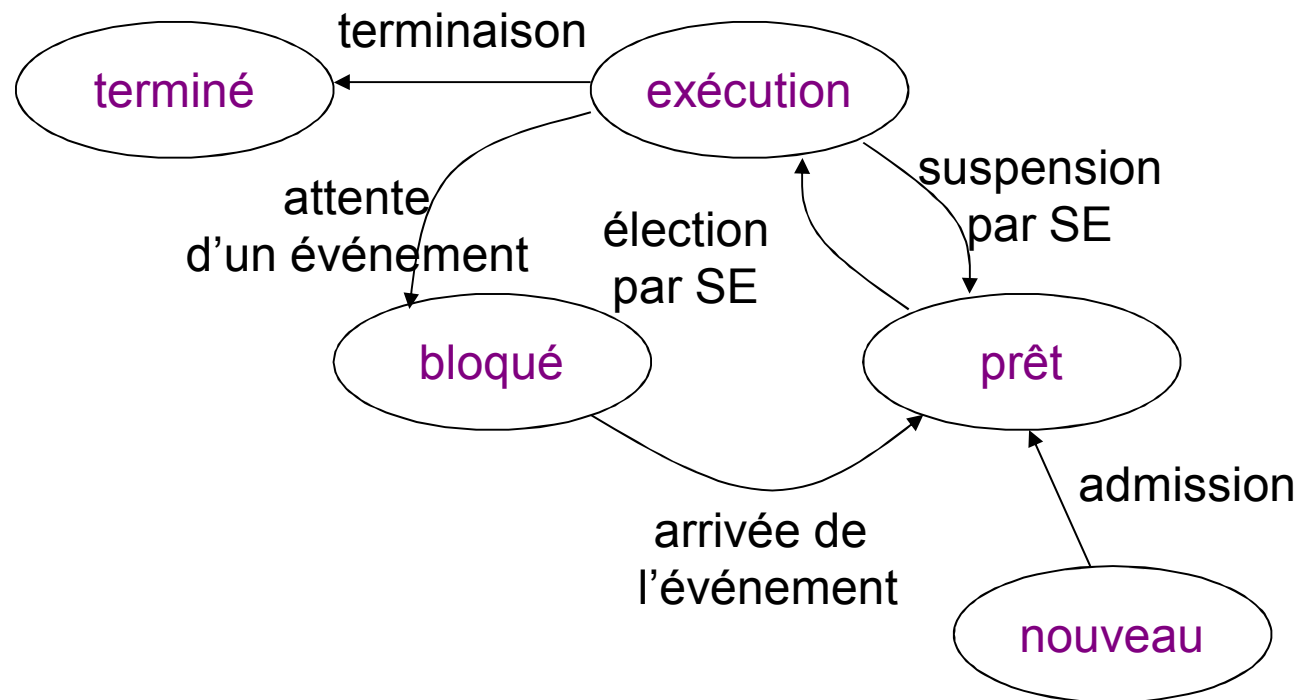 terminaison
terminé
exécution
attente
d’un événement
élection
par SE
suspension
par SE
bloqué
prêt
arrivée de
l’événement
admission
nouveau